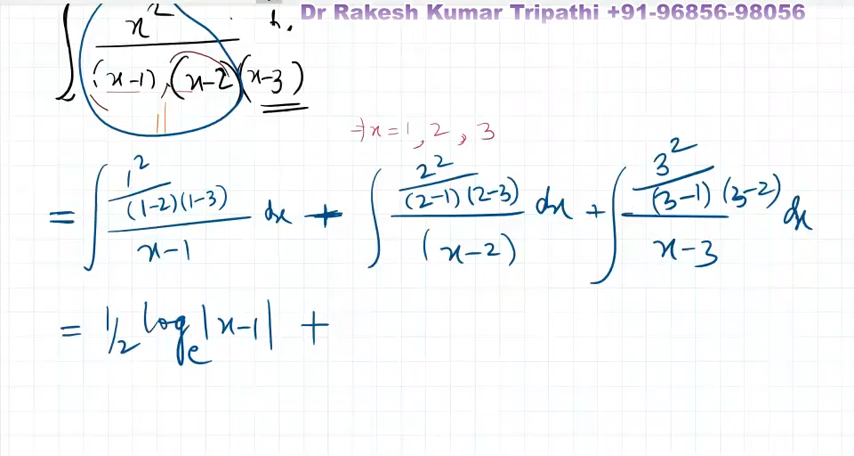 Dr Rakesh Kumar Tripathi +91-96856-98056
∫ x² / (x-1), (x-2)(x-3)
⇒ x = 1, 2, 3
= ∫ (1² / (1-2)(1-3)) / (x-1) dx + ∫ (2² / (2-1)(2-3)) / (x-2) dx + ∫ (3² / (3-1)(3-2)) / (x-3) dx
= 1/2 logₑ|x-1| +